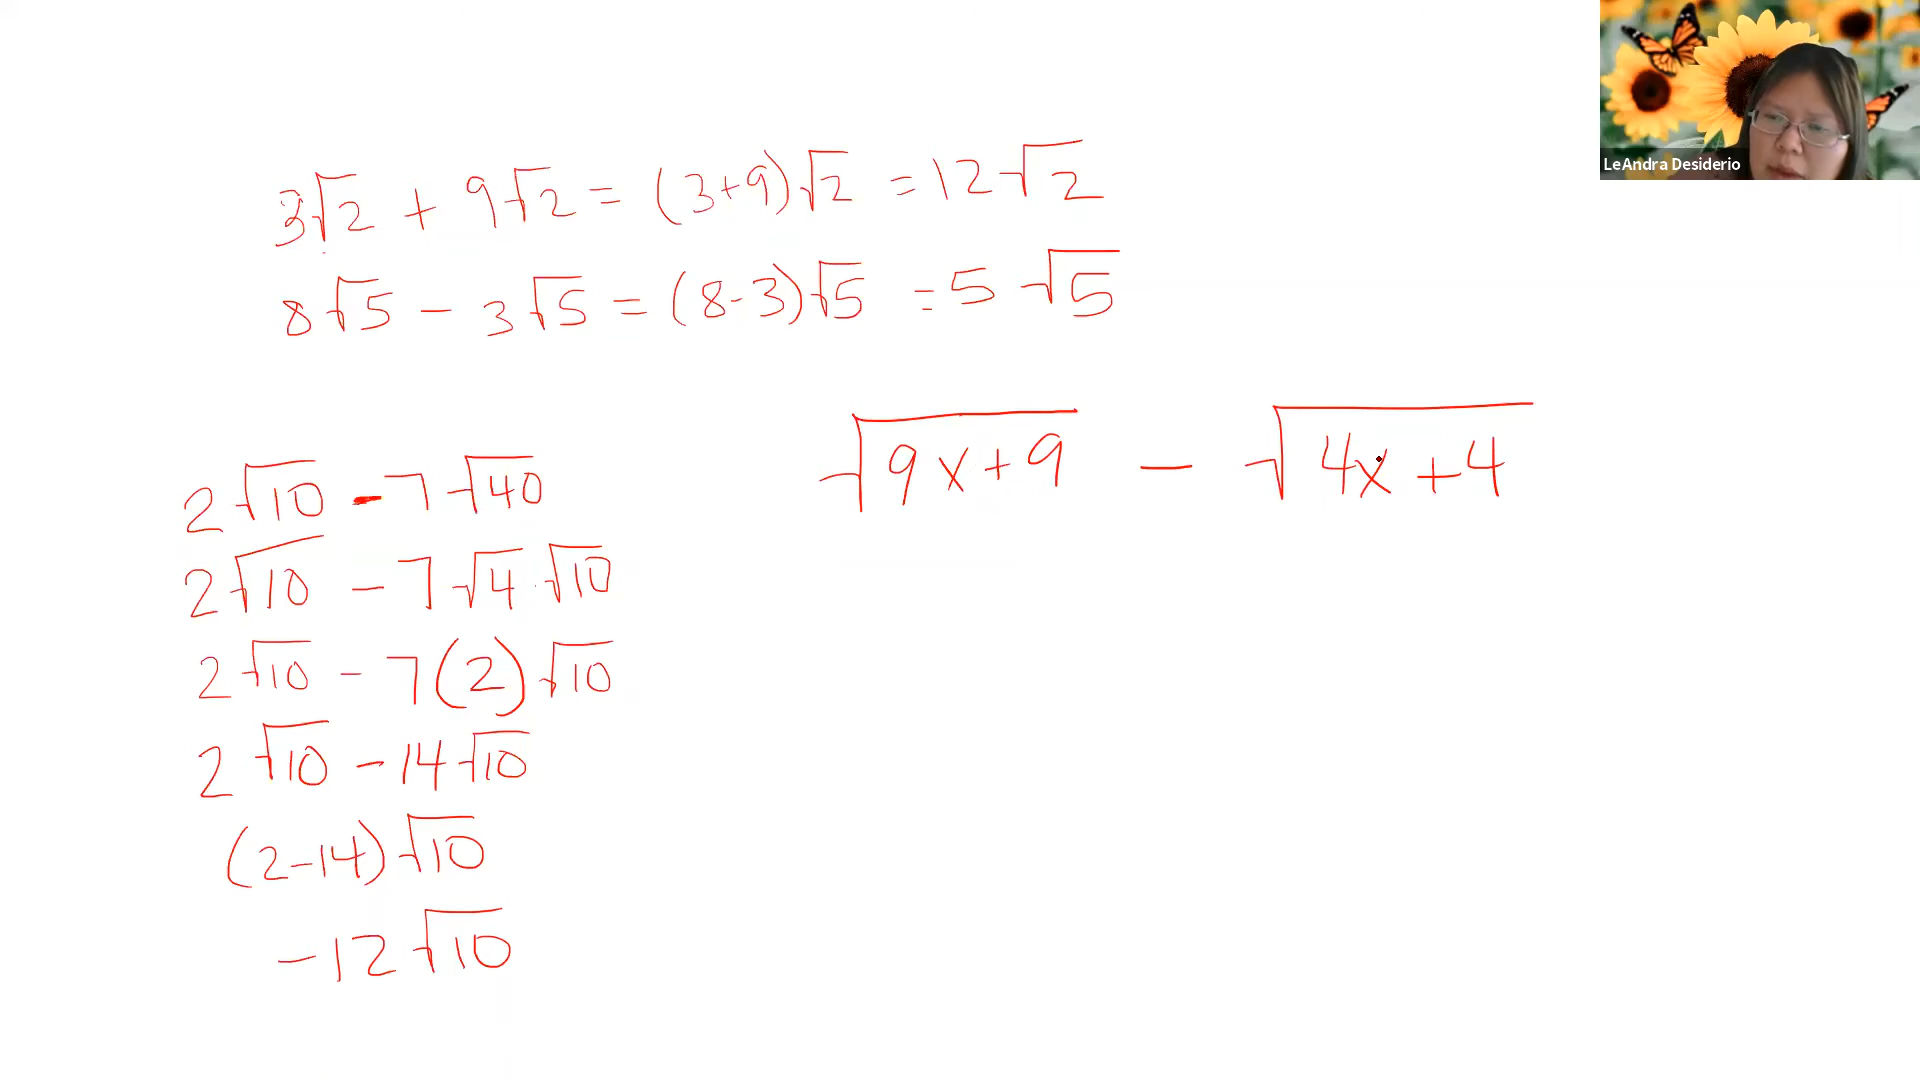 LeAndra Desiderio
3√2 + 9√2 = (3+9)√2 = 12√2
8√5 - 3√5 = (8-3)√5 = 5√5
√(9x+9) - √(4x+4)
2√10 - 7√40
2√10 - 7√4 · √10
2√10 - 7(2)√10
2√10 - 14√10
(2-14)√10
-12√10